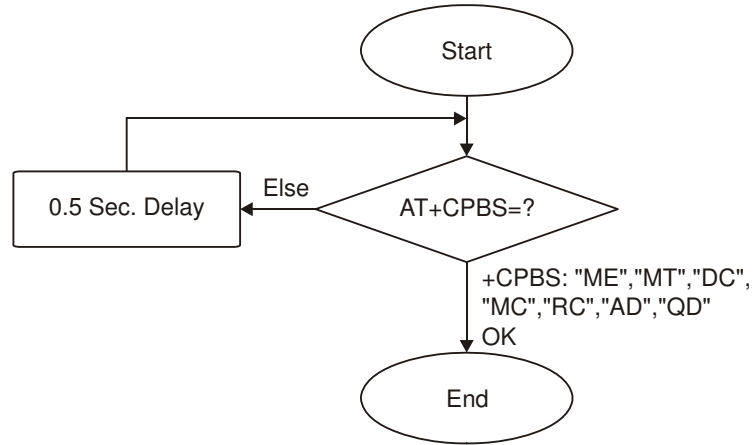 Start
AT+CPBS=?
Else
0.5 Sec. Delay
+CPBS: "ME","MT","DC",
"MC","RC","AD","QD"
OK
End